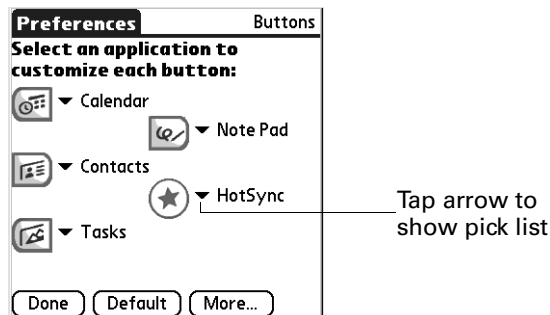 Preferences Buttons
Select an application to
customize each button:
Calendar
Note Pad
Contacts
HotSync
Tap arrow to
show pick list
Tasks
Done Default More...